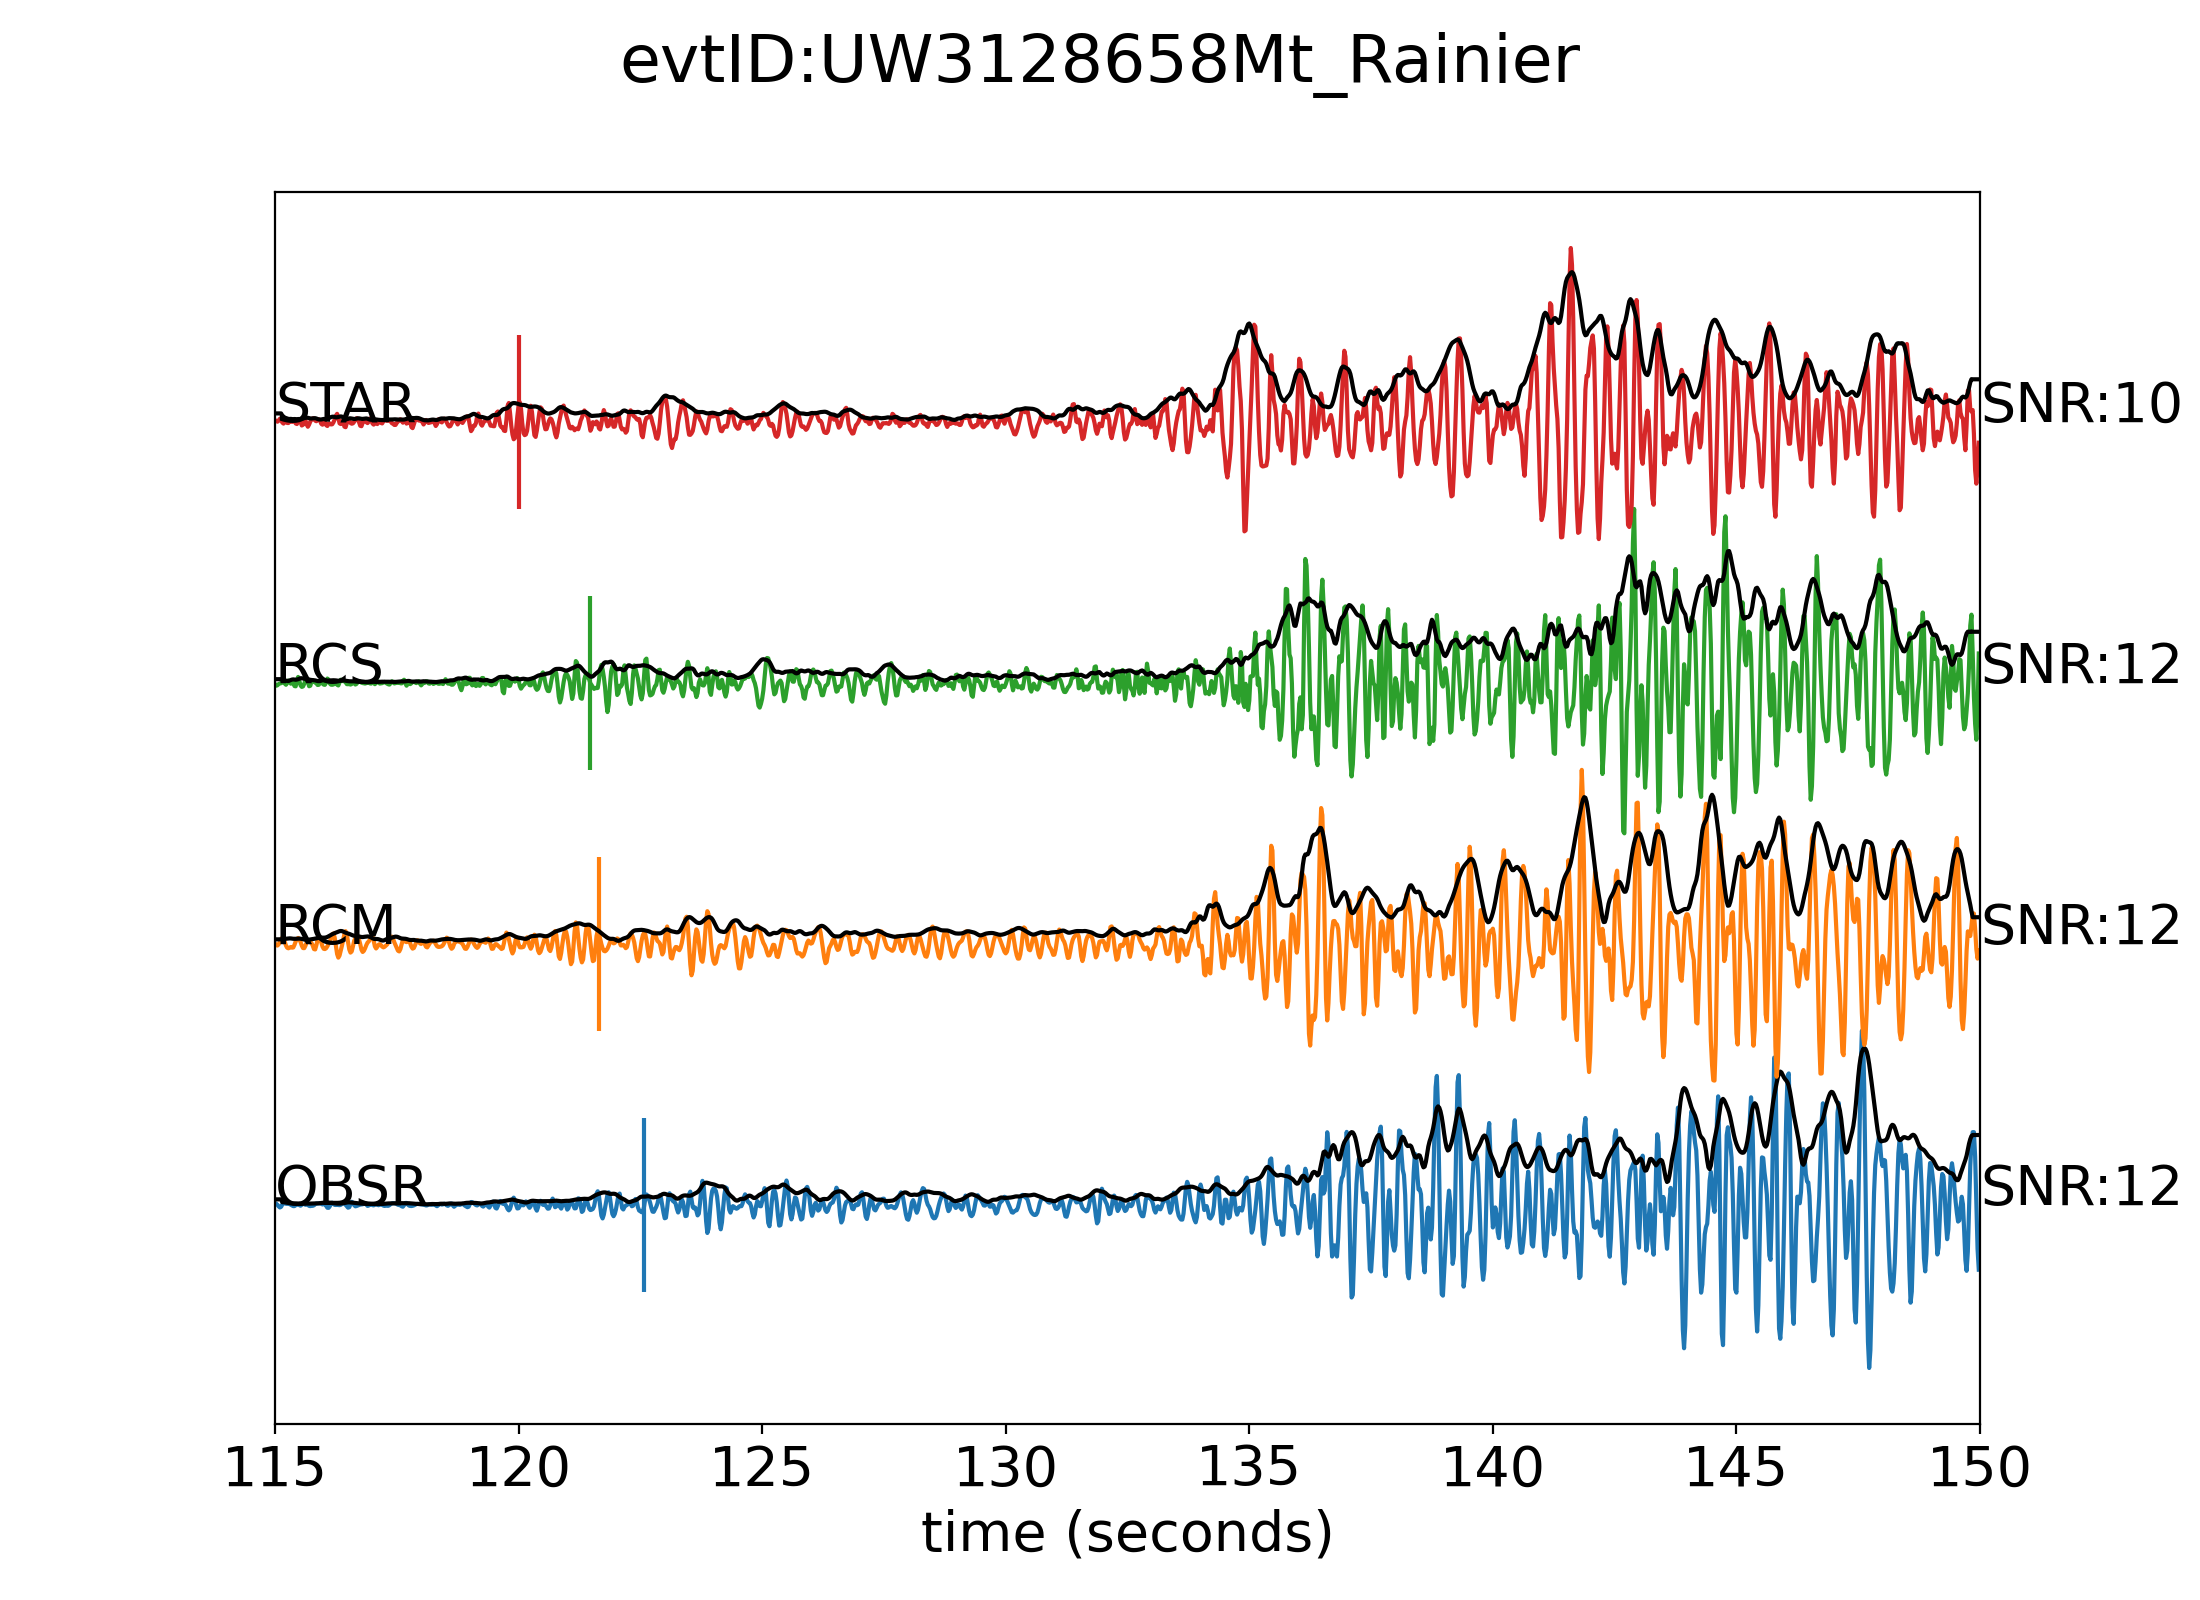 evtID:UW3128658Mt_Rainier
STAR
SNR:10
RCS
SNR:12
RCM
SNR:12
OBSR
SNR:12
115 120 125 130 135 140 145 150
time (seconds)